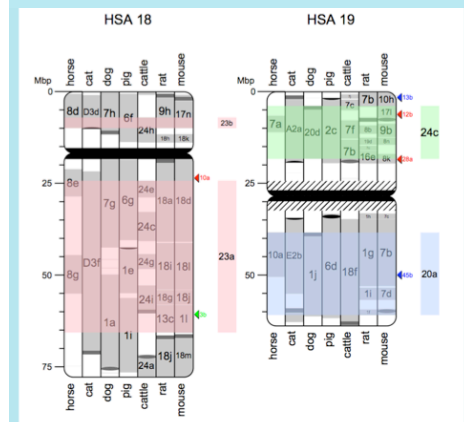 HSA 18
HSA 19
horse cat dog pig cattle rat mouse
horse cat dog pig cattle rat mouse
Mbp
Mbp
0
0
8d D3d 7h 6f 24h 9h 17n 18k
23b
7a A2a 20d 2c 7c 7f 7b 7b 16e 10h 17l 9b 8k
13b
12b
24c
28a
25
25
10a
8e D3f 7g 6g 24e 18a 18d
24c
8g 1e 24g 18i 18l
23a
24i 18g 18j
1a 1i 13c 1l
24a 18j 18m
10a E2b 1j 6d 18f 1g 7b
20a
45b
1i 7d
50
50
75
horse cat dog pig cattle rat mouse
horse cat dog pig cattle rat mouse